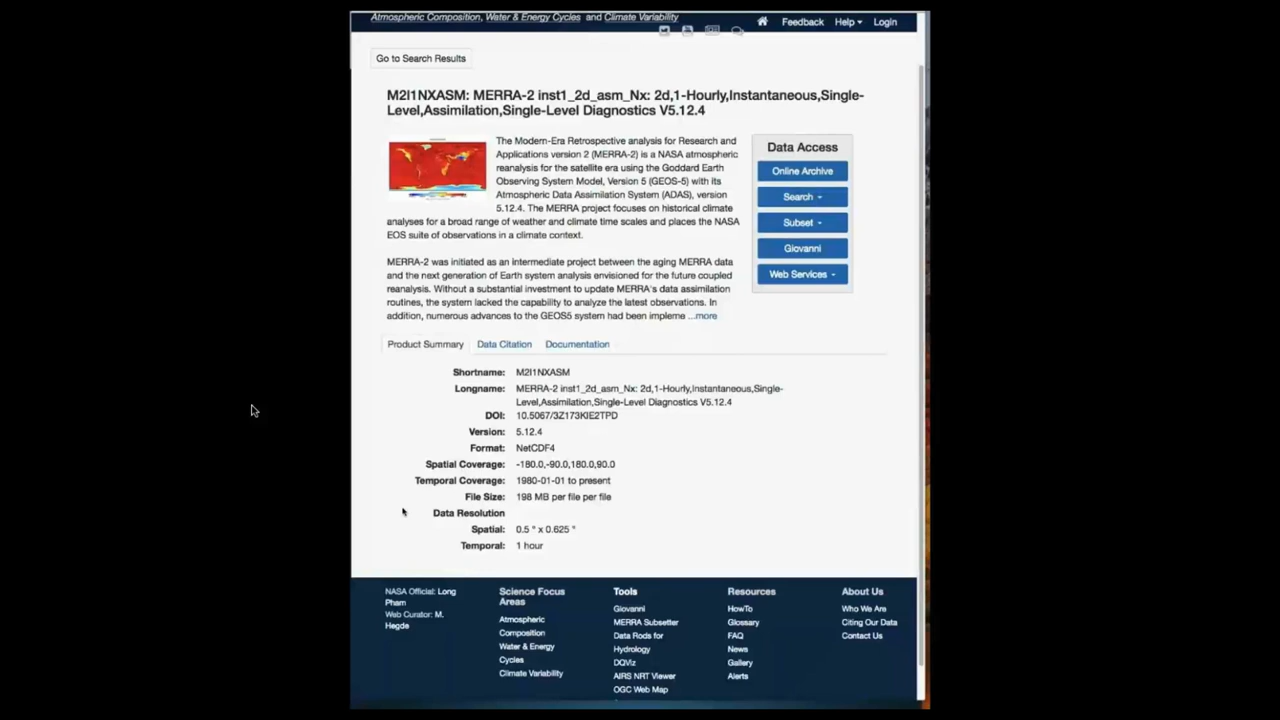 Atmospheric Composition, Water & Energy Cycles and Climate Variability
Feedback Help Login
Go to Search Results
M2I1NXASM: MERRA-2 inst1_2d_asm_Nx: 2d,1-Hourly,Instantaneous,Single-
Level,Assimilation,Single-Level Diagnostics V5.12.4
The Modern-Era Retrospective analysis for Research and
Applications version 2 (MERRA-2) is a NASA atmospheric
reanalysis for the satellite era using the Goddard Earth
Observing System Model, Version 5 (GEOS-5) with its
Atmospheric Data Assimilation System (ADAS), version
5.12.4. The MERRA project focuses on historical climate
analyses for a broad range of weather and climate time scales and places the NASA
EOS suite of observations in a climate context.
MERRA-2 was initiated as an intermediate project between the aging MERRA data
and the next generation of Earth system analysis envisioned for the future coupled
reanalysis. Without a substantial investment to update MERRA's data assimilation
routines, the system lacked the capability to analyze the latest observations. In
addition, numerous advances to the GEOS5 system had been impleme ...more
Data Access
Online Archive
Search
Subset
Giovanni
Web Services
Product Summary Data Citation Documentation
Shortname: M2I1NXASM
Longname: MERRA-2 inst1_2d_asm_Nx: 2d,1-Hourly,Instantaneous,Single-
Level,Assimilation,Single-Level Diagnostics V5.12.4
DOI: 10.5067/3Z173KIE2TPD
Version: 5.12.4
Format: NetCDF4
Spatial Coverage: -180.0,-90.0,180.0,90.0
Temporal Coverage: 1980-01-01 to present
File Size: 198 MB per file per file
Data Resolution
Spatial: 0.5 ° x 0.625 °
Temporal: 1 hour
NASA Official: Long
Pham
Web Curator: M.
Hegde
Science Focus
Areas
Atmospheric
Composition
Water & Energy
Cycles
Climate Variability
Tools
Giovanni
MERRA Subsetter
Data Rods for
Hydrology
DQViz
AIRS NRT Viewer
OGC Web Map
Resources
HowTo
Glossary
FAQ
News
Gallery
Alerts
About Us
Who We Are
Citing Our Data
Contact Us